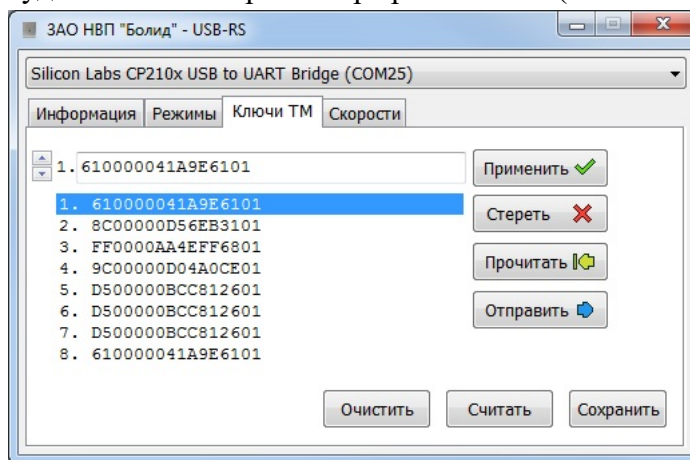 ЗАО НВП "Болид" - USB-RS
Silicon Labs CP210x USB to UART Bridge (COM25)
Информация Режимы Ключи ТМ Скорости
1. 610000041A9E6101 Применить
1. 610000041A9E6101
Стереть
2. 8C00000D56EB3101
3. FF0000AA4EFF6801
Прочитать
4. 9C00000D04A0CE01
5. D500000BCC812601
Отправить
6. D500000BCC812601
7. D500000BCC812601
8. 610000041A9E6101
Очистить Считать Сохранить